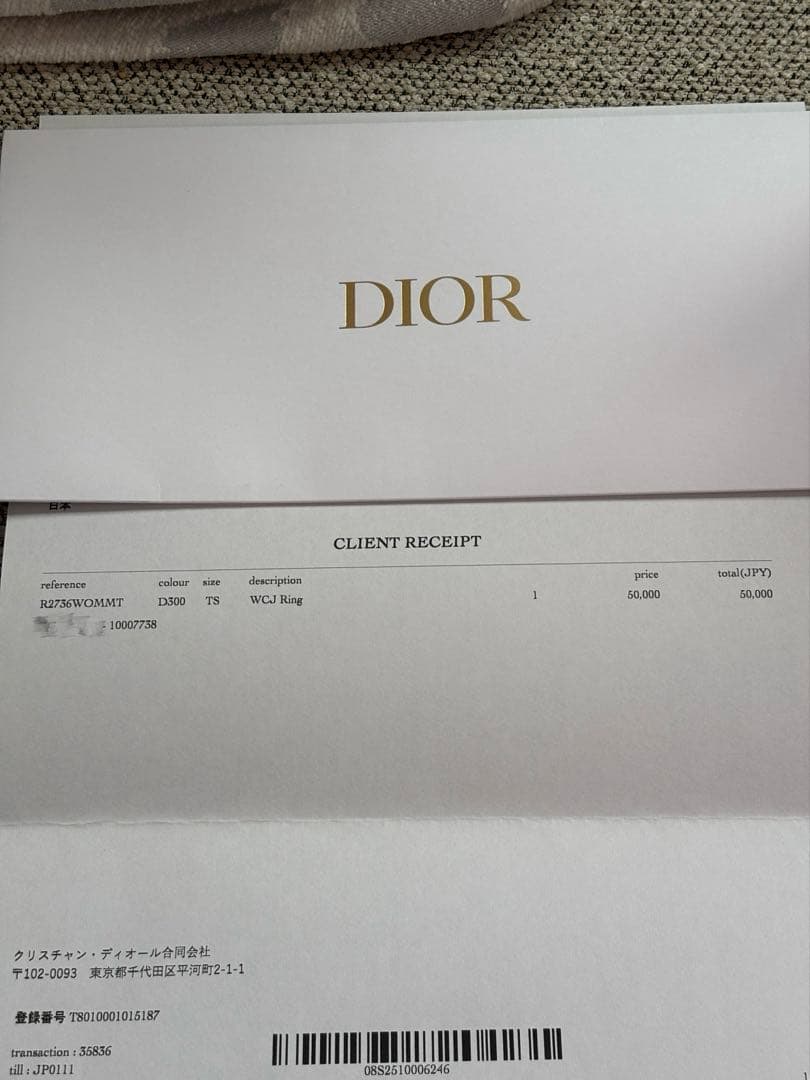 DIOR
日本
CLIENT RECEIPT
reference colour size description price total(JPY)
R2736WOMMT D300 TS WCJ Ring 1 50,000 50,000
: 10007738
クリスチャン・ディオール合同会社
〒102-0093 東京都千代田区平河町2-1-1
登録番号 T8010001015187
transaction : 35836
till : JP0111
08S2510006246